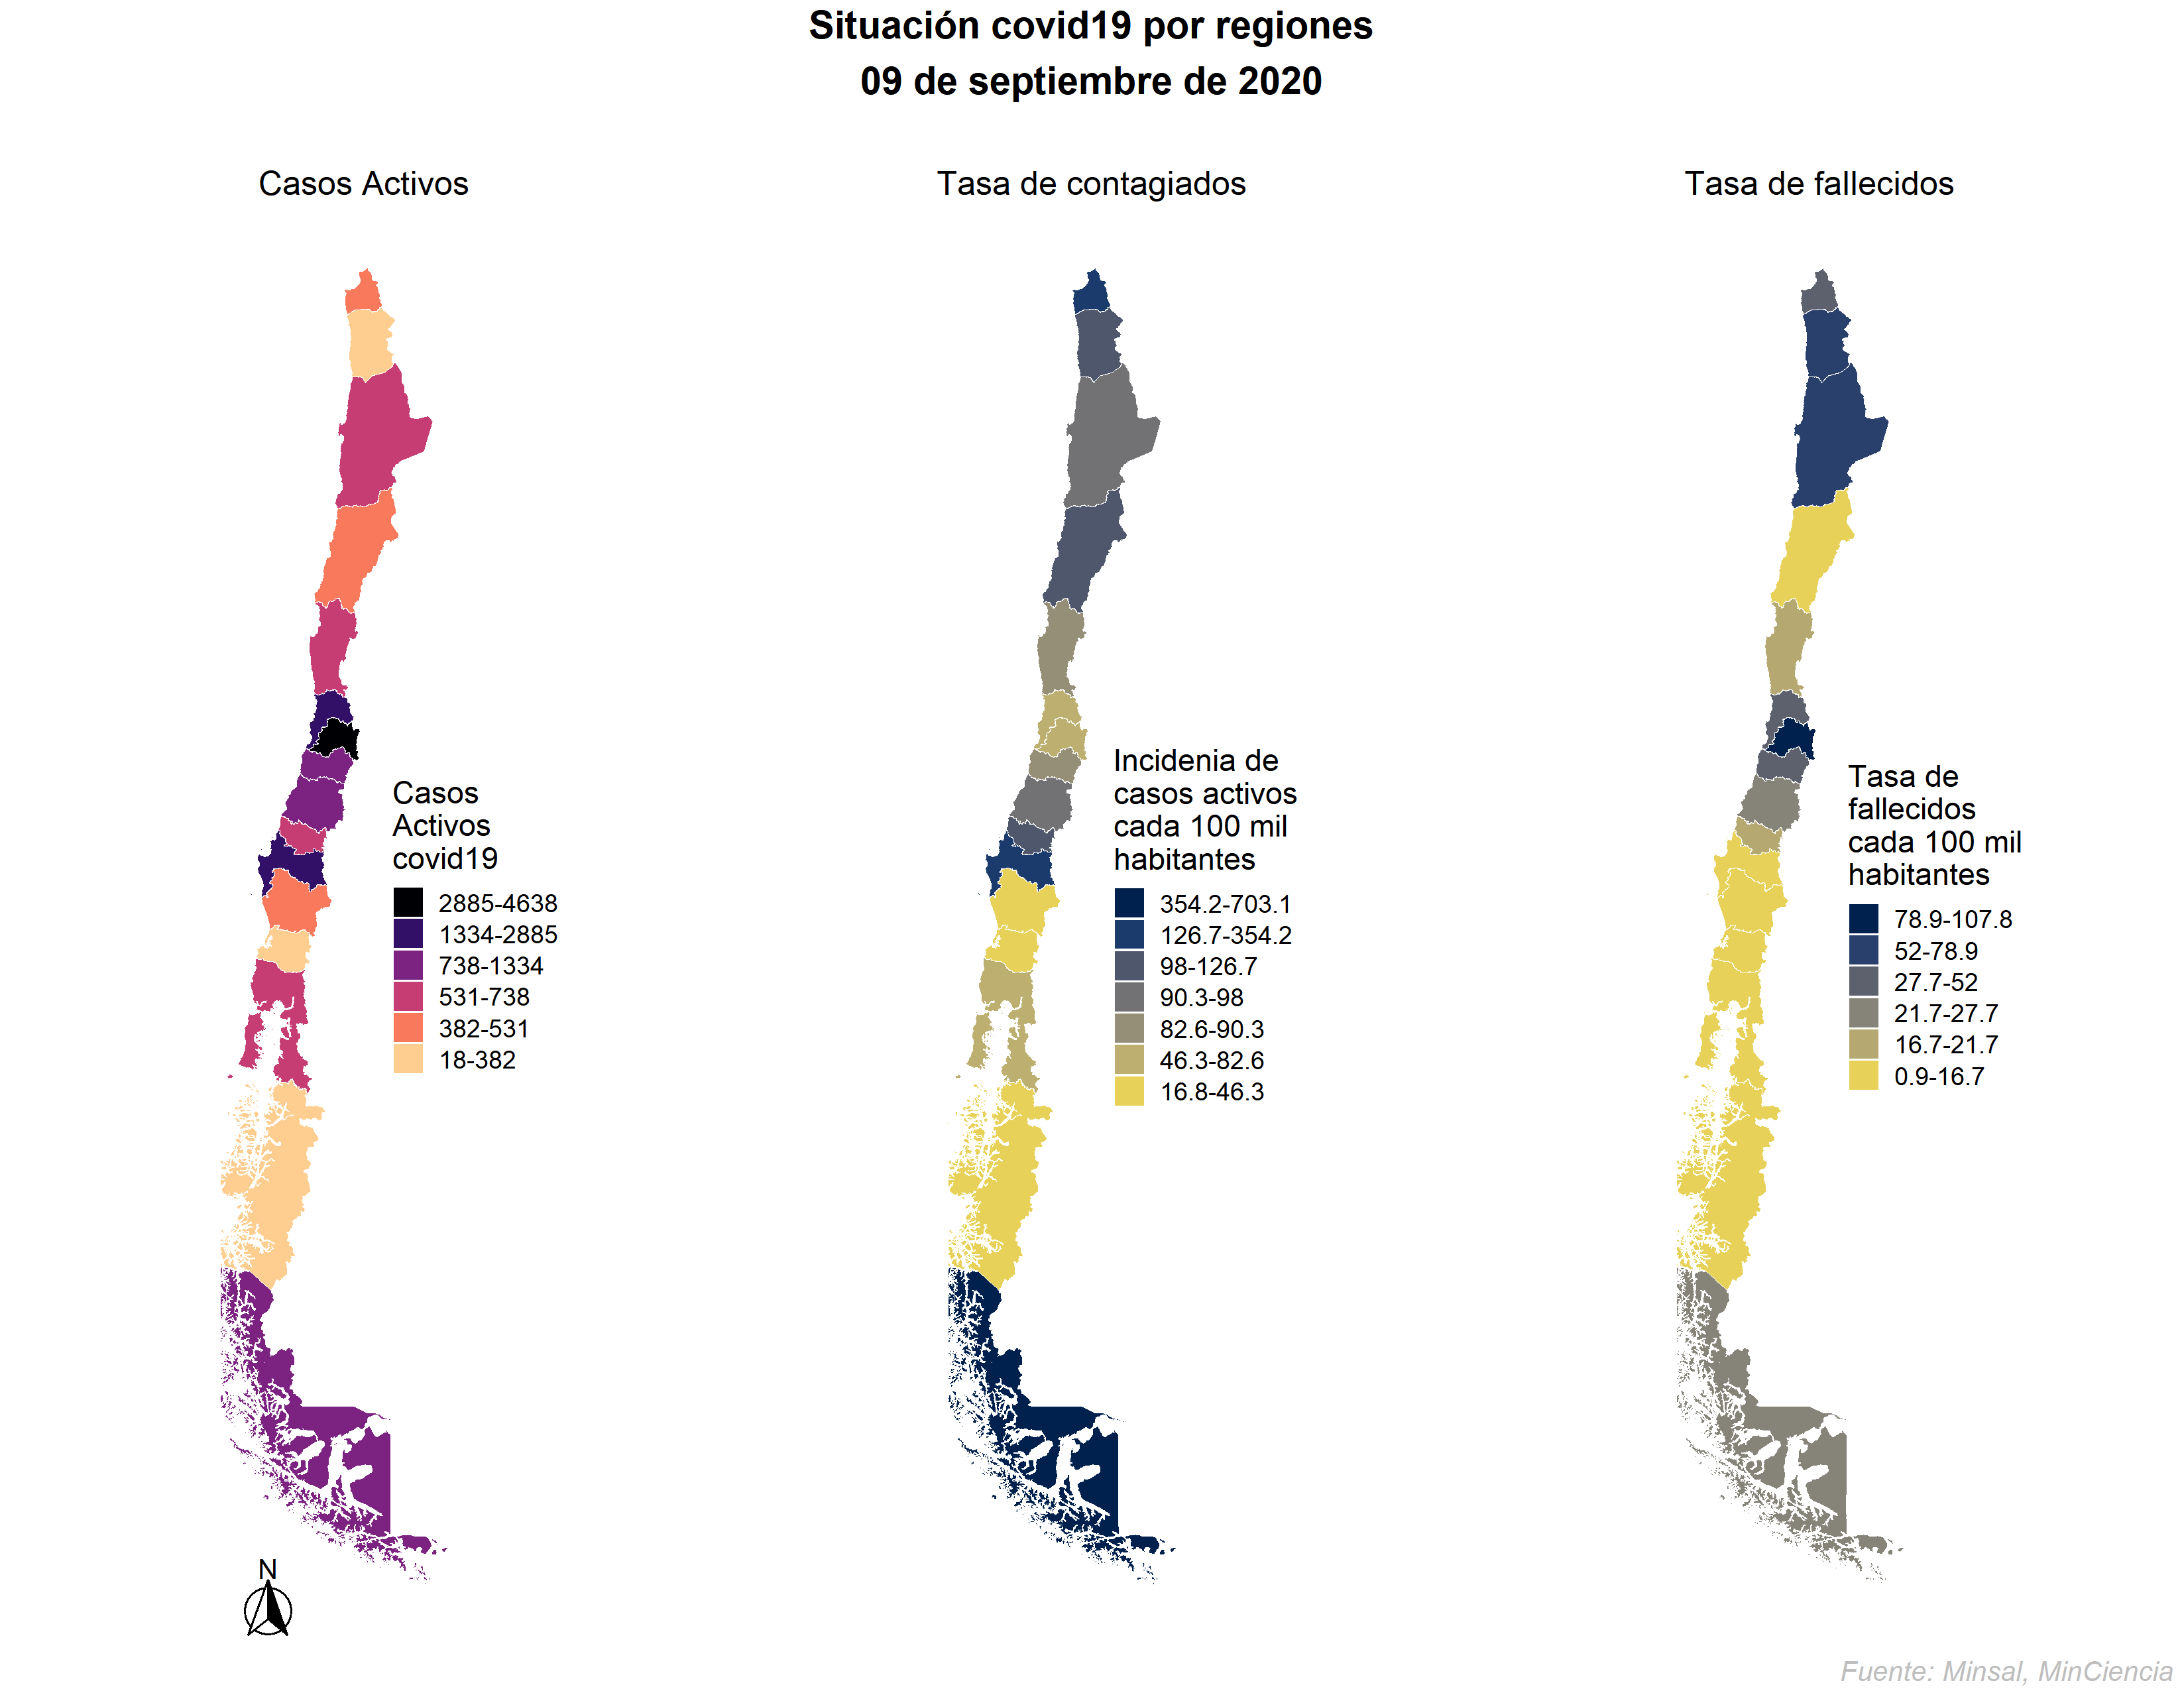 Situación covid19 por regiones
09 de septiembre de 2020
Casos Activos
Tasa de contagiados
Tasa de fallecidos
Casos
Activos
covid19
2885-4638
1334-2885
738-1334
531-738
382-531
18-382
Incidenia de
casos activos
cada 100 mil
habitantes
354.2-703.1
126.7-354.2
98-126.7
90.3-98
82.6-90.3
46.3-82.6
16.8-46.3
Tasa de
fallecidos
cada 100 mil
habitantes
78.9-107.8
52-78.9
27.7-52
21.7-27.7
16.7-21.7
0.9-16.7
N
Fuente: Minsal, MinCiencia